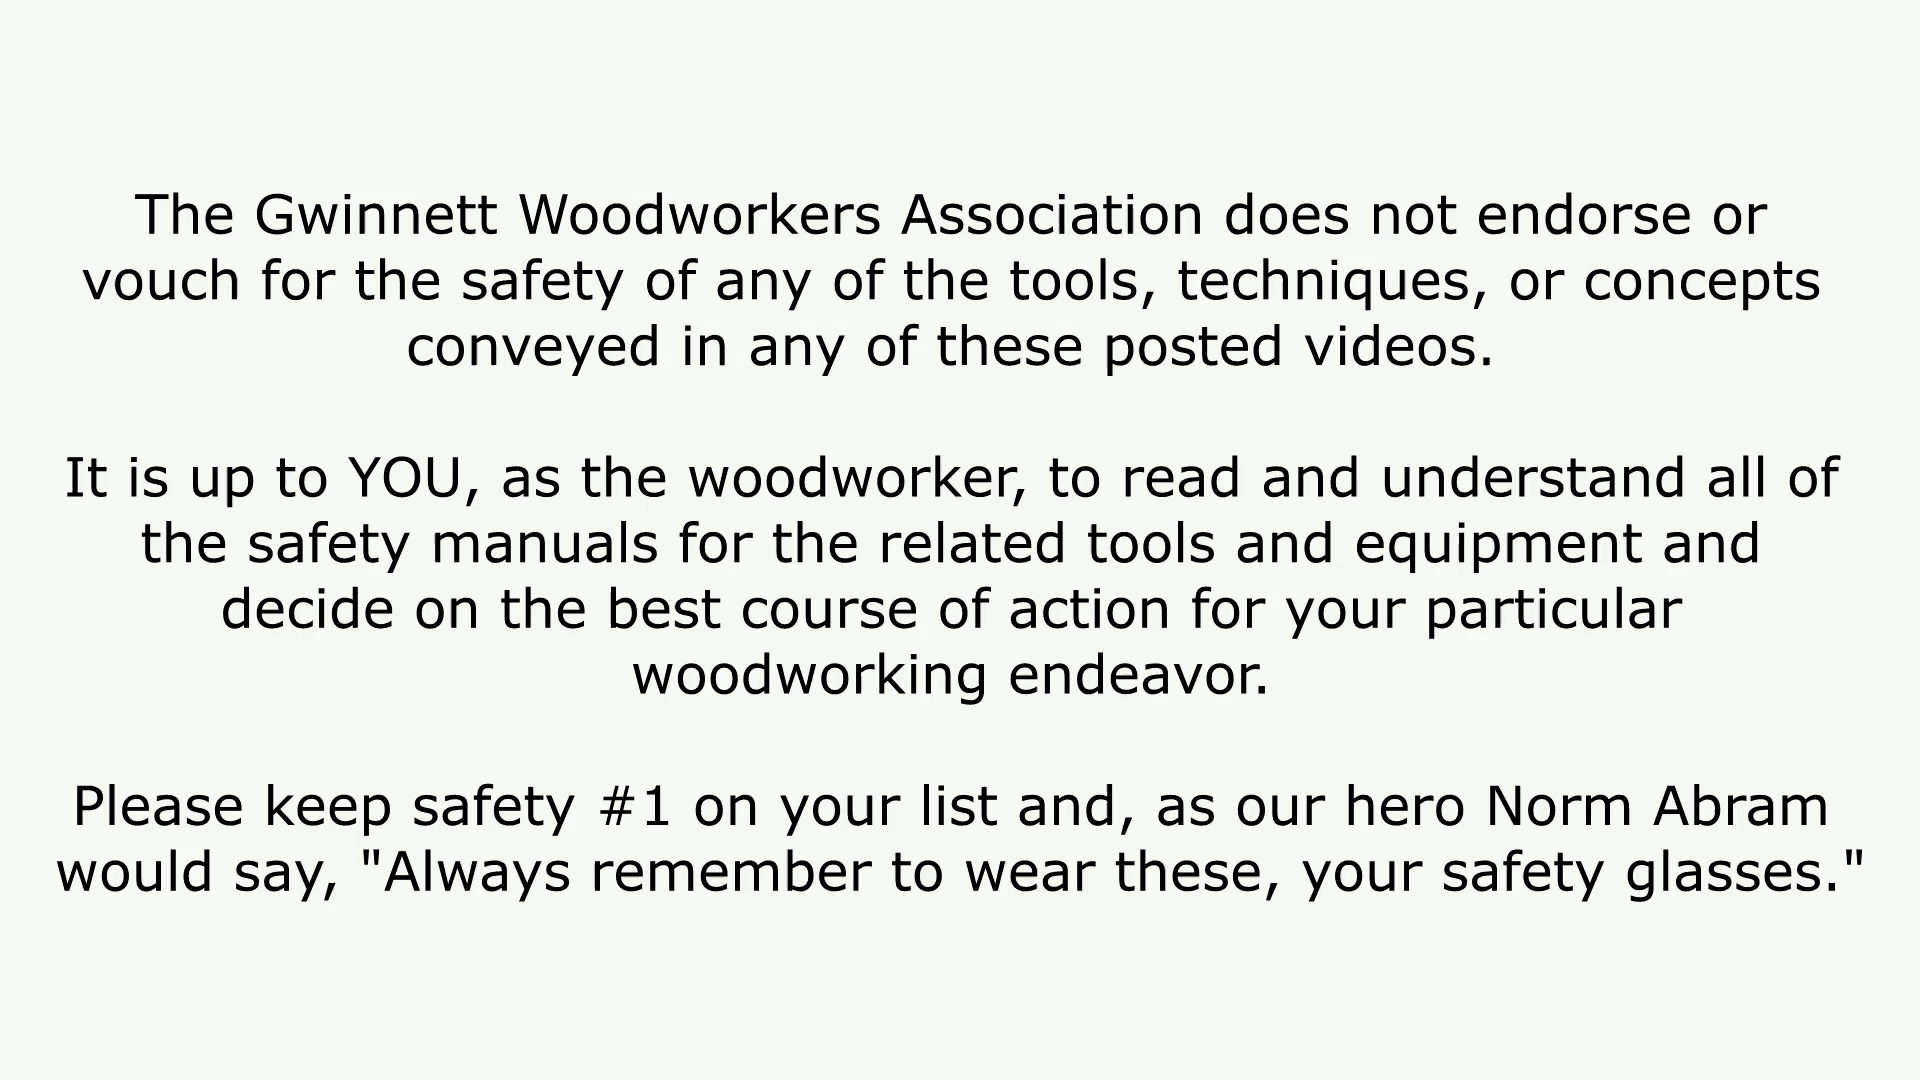 The Gwinnett Woodworkers Association does not endorse or
vouch for the safety of any of the tools, techniques, or concepts
conveyed in any of these posted videos.
It is up to YOU, as the woodworker, to read and understand all of
the safety manuals for the related tools and equipment and
decide on the best course of action for your particular
woodworking endeavor.
Please keep safety #1 on your list and, as our hero Norm Abram
would say, "Always remember to wear these, your safety glasses."